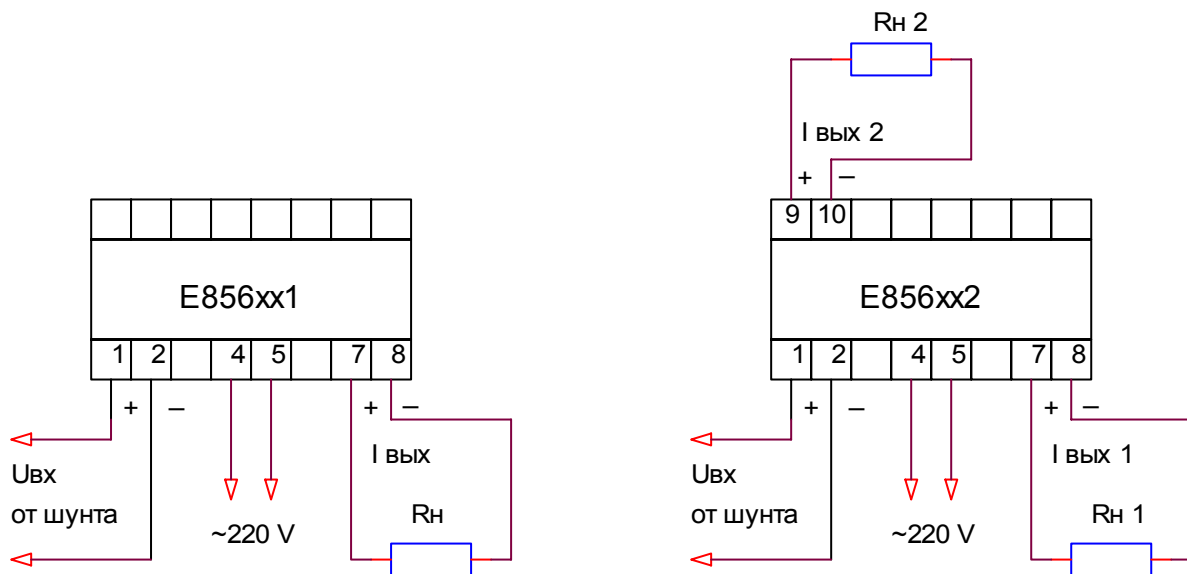 Rн 2
I вых 2
+ –
9 10
E856xx1
E856xx2
1 2 4 5 7 8
1 2 4 5 7 8
+ – + –
+ – + –
Uвх
I вых
Uвх
I вых 1
от шунта
Rн
от шунта
Rн 1
~220 V
~220 V